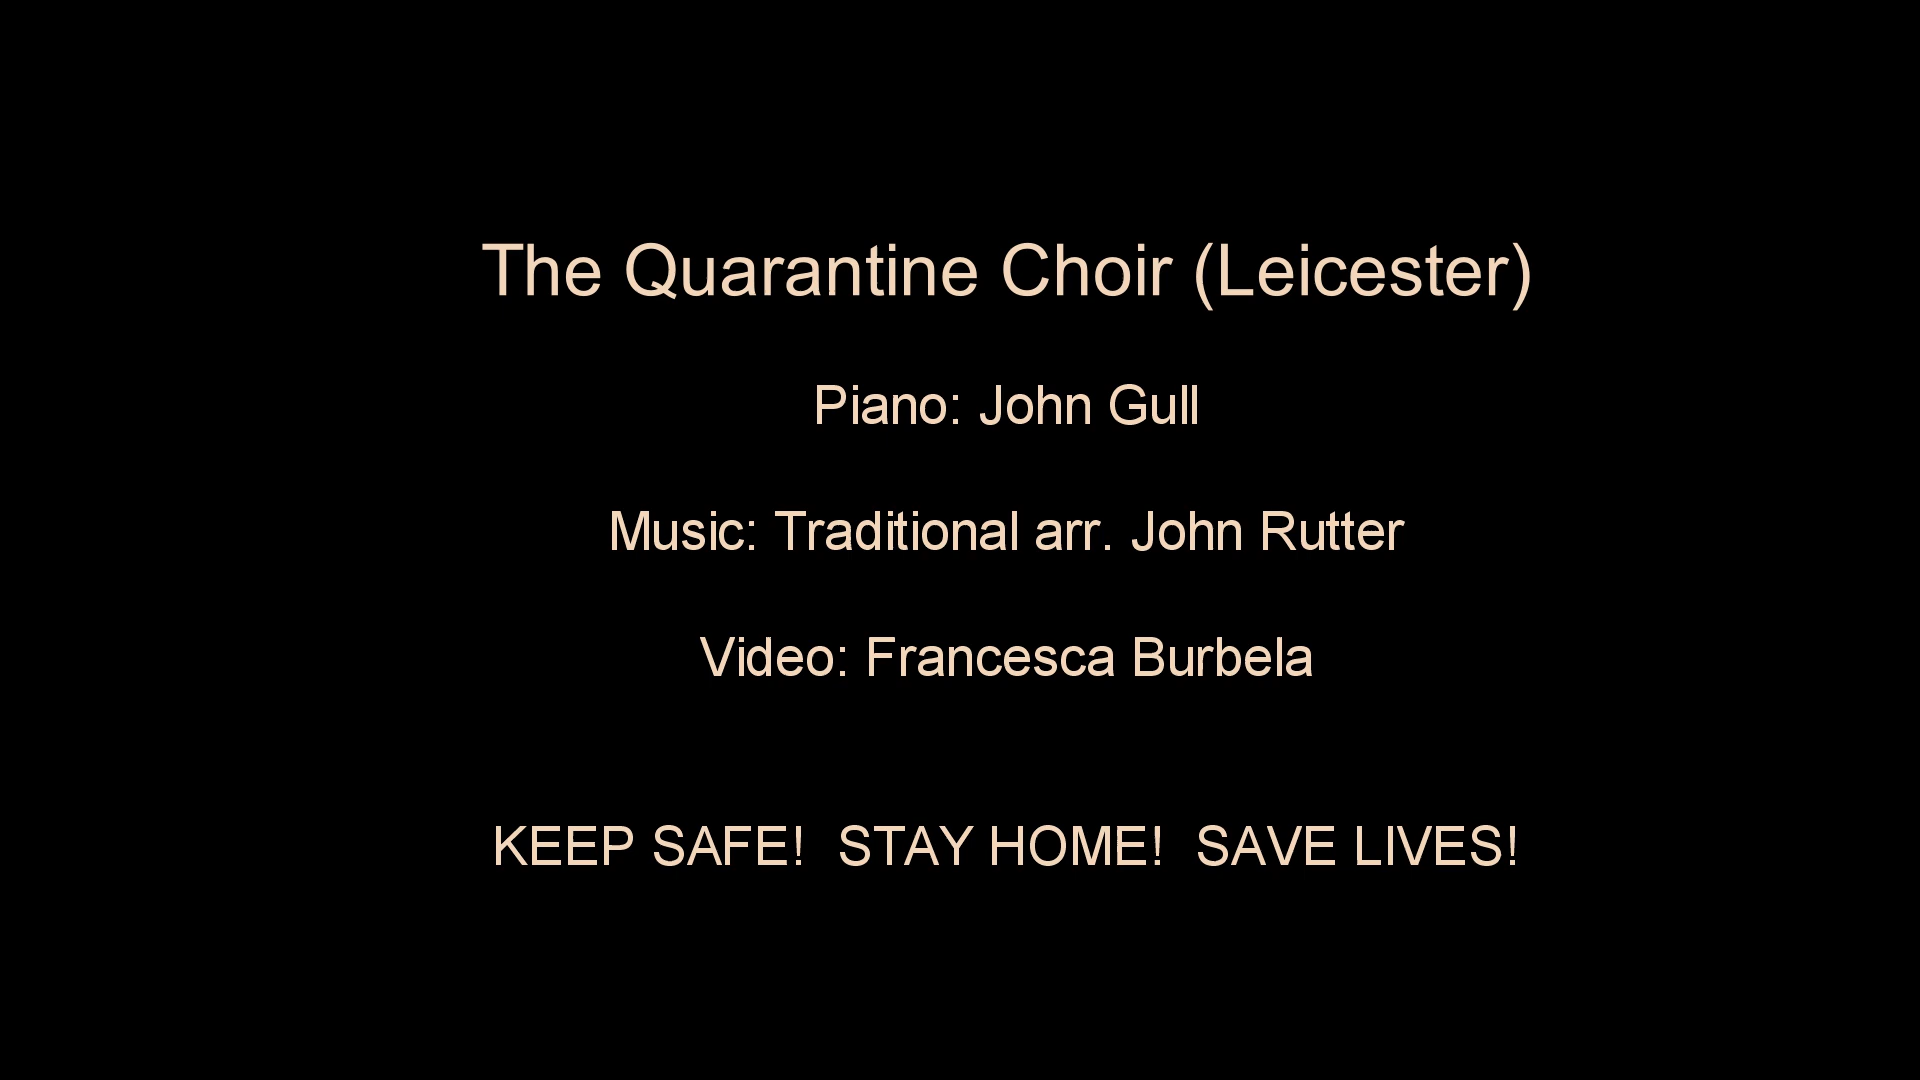 The Quarantine Choir (Leicester)
Piano: John Gull
Music: Traditional arr. John Rutter
Video: Francesca Burbela
KEEP SAFE!  STAY HOME!  SAVE LIVES!